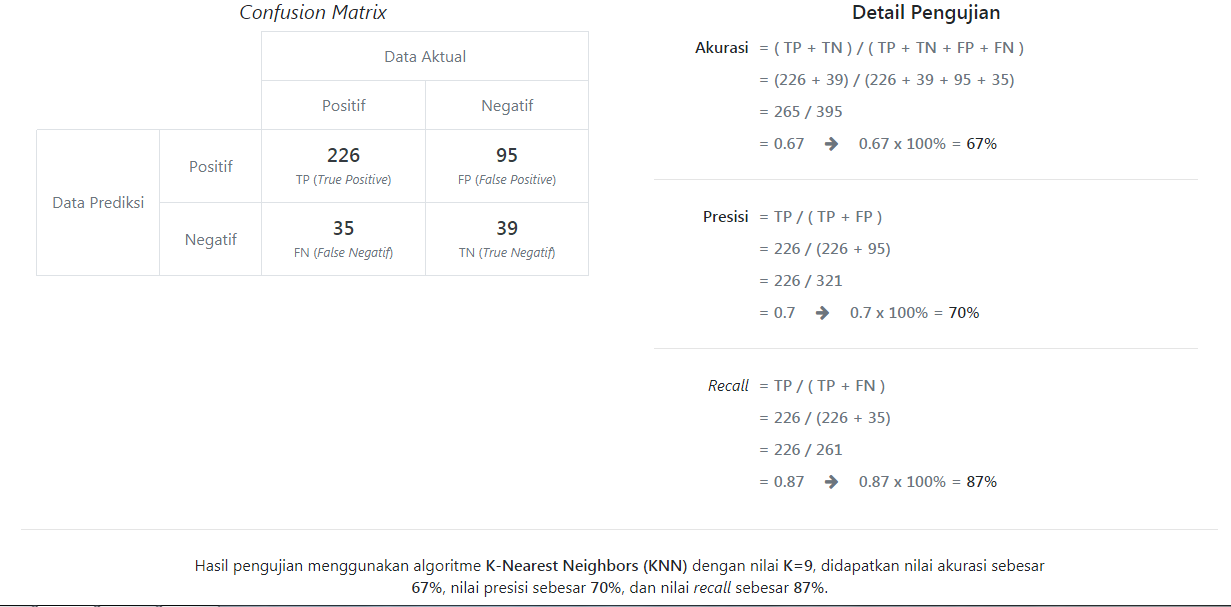 Confusion Matrix
Data Aktual
Positif Negatif
Data Prediksi
Positif
226
TP (True Positive)
95
FP (False Positive)
Negatif
35
FN (False Negatif)
39
TN (True Negatif)
Detail Pengujian
Akurasi = ( TP + TN ) / ( TP + TN + FP + FN )
= (226 + 39) / (226 + 39 + 95 + 35)
= 265 / 395
= 0.67 → 0.67 x 100% = 67%
Presisi = TP / ( TP + FP )
= 226 / (226 + 95)
= 226 / 321
= 0.7 → 0.7 x 100% = 70%
Recall = TP / ( TP + FN )
= 226 / (226 + 35)
= 226 / 261
= 0.87 → 0.87 x 100% = 87%
Hasil pengujian menggunakan algoritme K-Nearest Neighbors (KNN) dengan nilai K=9, didapatkan nilai akurasi sebesar
67%, nilai presisi sebesar 70%, dan nilai recall sebesar 87%.